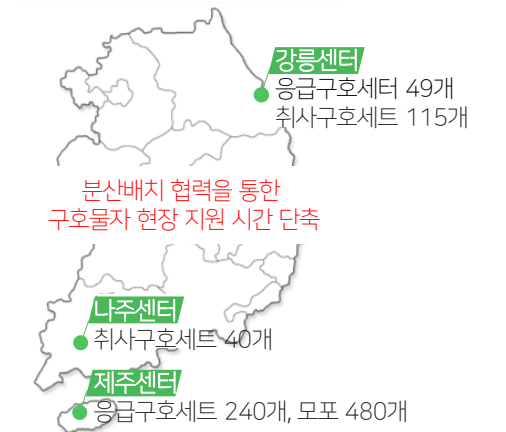 강릉센터
응급구호세터 49개
취사구호세트 115개
분산배치 협력을 통한
구호물자 현장 지원 시간 단축
나주센터
취사구호세트 40개
제주센터
응급구호세트 240개, 모포 480개